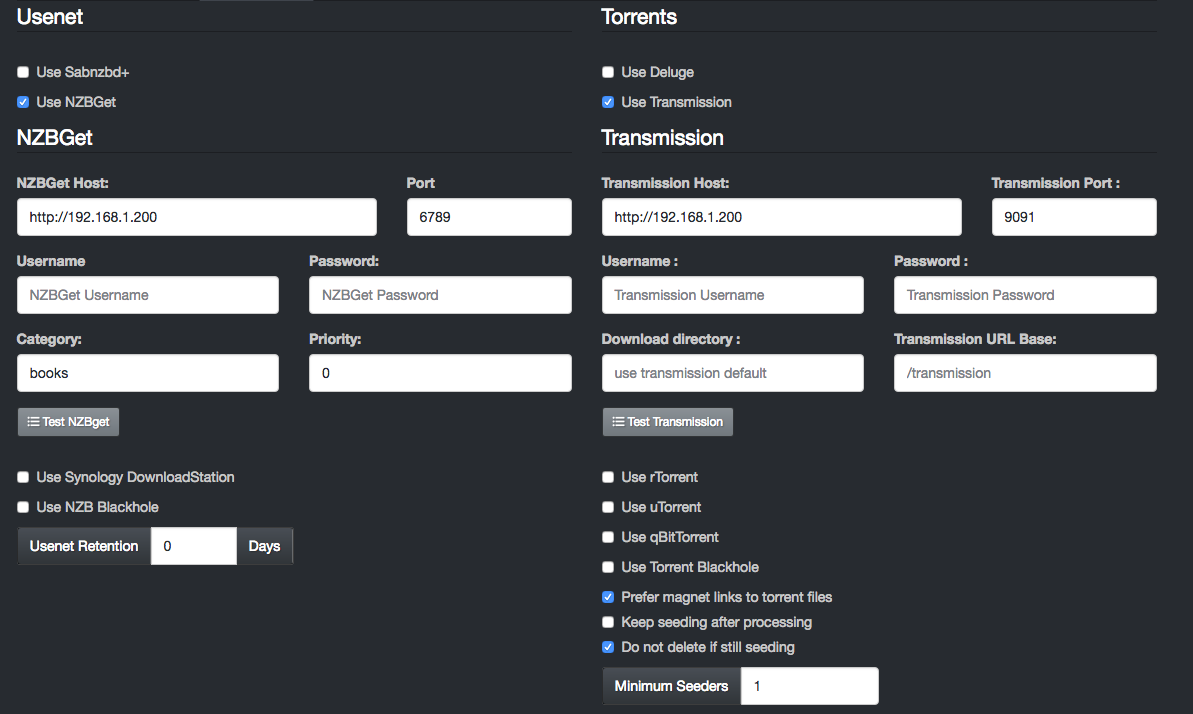 Usenet
Use Sabnzbd+
Use NZBGet
NZBGet
NZBGet Host: Port
http://192.168.1.200 6789
Username Password:
NZBGet Username NZBGet Password
Category: Priority:
books 0
Test NZBget
Use Synology DownloadStation
Use NZB Blackhole
Usenet Retention 0 Days
Torrents
Use Deluge
Use Transmission
Transmission
Transmission Host: Transmission Port :
http://192.168.1.200 9091
Username : Password :
Transmission Username Transmission Password
Download directory : Transmission URL Base:
use transmission default /transmission
Test Transmission
Use rTorrent
Use uTorrent
Use qBitTorrent
Use Torrent Blackhole
Prefer magnet links to torrent files
Keep seeding after processing
Do not delete if still seeding
Minimum Seeders 1